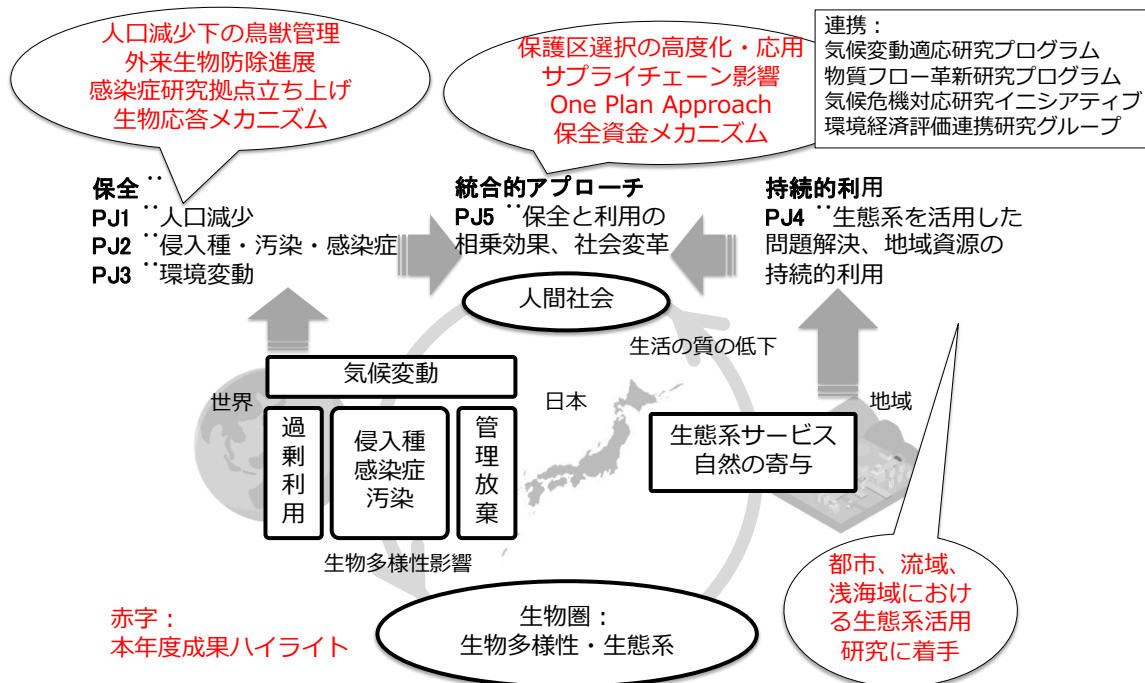 人口減少下の鳥獣管理
外来生物防除進展
感染症研究拠点立ち上げ
生物応答メカニズム
保護区選択の高度化・応用
サプライチェーン影響
One Plan Approach
保全資金メカニズム
連携：
気候変動適応研究プログラム
物質フロー革新研究プログラム
気候危機対応研究イニシアティブ
環境経済評価連携研究グループ
保全¨
PJ1¨人口減少
PJ2¨侵入種・汚染・感染症
PJ3¨環境変動
統合的アプローチ
PJ5¨保全と利用の
相乗効果、社会変革
持続的利用
PJ4¨生態系を活用した
問題解決、地域資源の
持続的利用
人間社会
生活の質の低下
気候変動
世界
日本
地域
過剰利用
侵入種
感染症
汚染
管理放棄
生態系サービス
自然の寄与
生物多様性影響
生物圏：
生物多様性・生態系
赤字：
本年度成果ハイライト
都市、流域、
浅海域におけ
る生態系活用
研究に着手